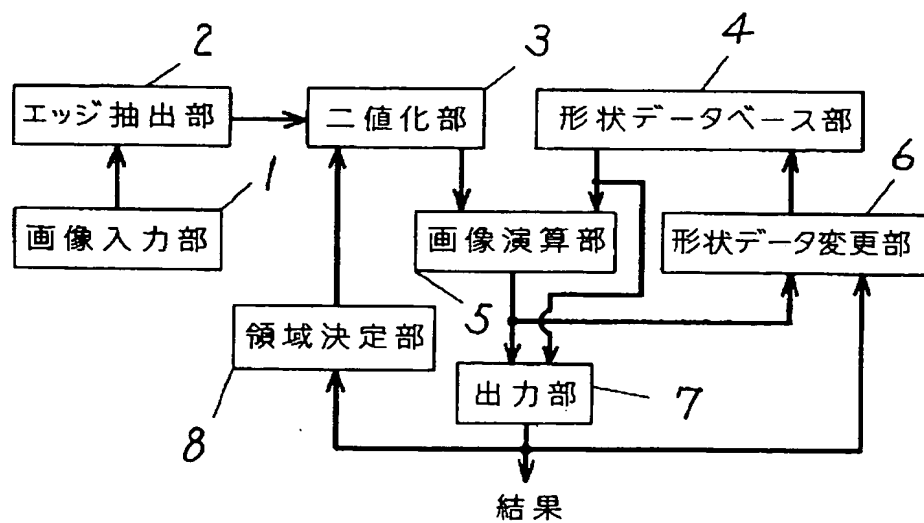 2
3
4
エッジ抽出部
二値化部
形状データベース部
1
6
画像入力部
画像演算部
形状データ変更部
5
領域決定部
出力部
7
8
結果